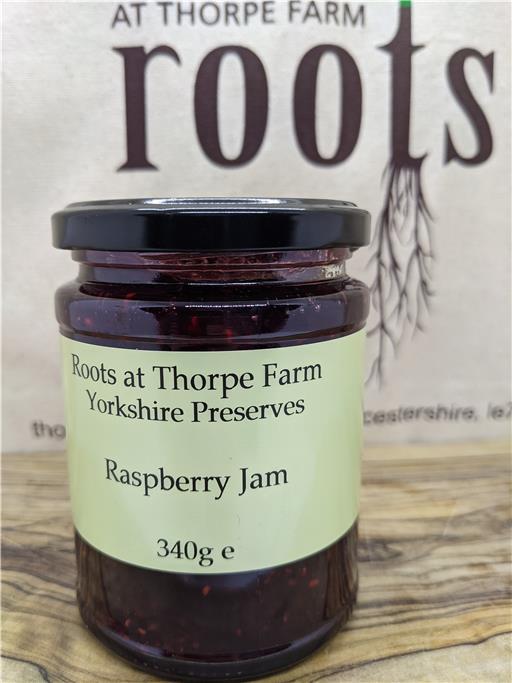 AT THORPE FARM
roots
Roots at Thorpe Farm
Yorkshire Preserves
Raspberry Jam
340g e